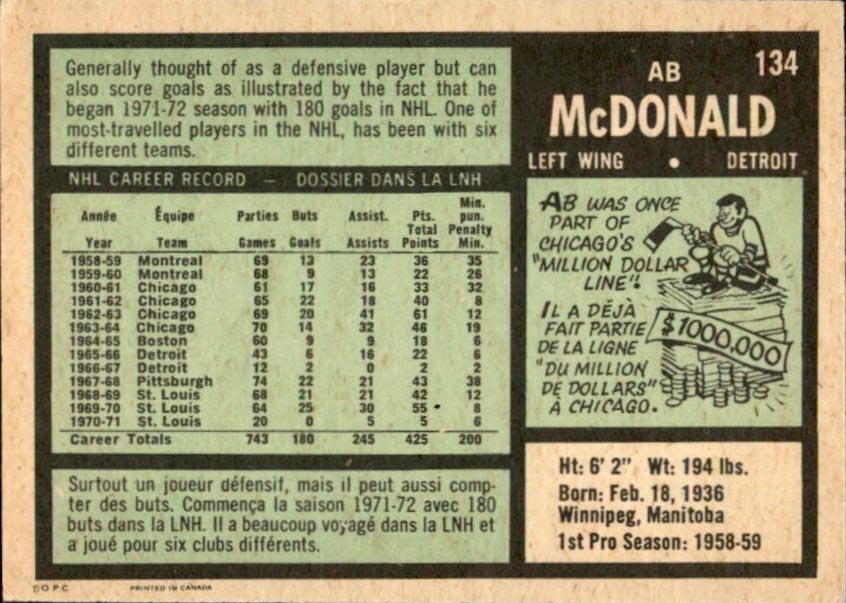 Generally thought of as a defensive player but can
also score goals as illustrated by the fact that he
began 1971-72 season with 180 goals in NHL. One of
most-travelled players in the NHL, has been with six
different teams.
134
AB
McDONALD
LEFT WING • DETROIT
NHL CAREER RECORD — DOSSIER DANS LA LNH
Année Équipe Parties Buts Assist. Pts. Total Min. pun. Penalty
Year Team Games Goals Assists Points Min.
1958-59 Montreal 69 13 23 36 35
1959-60 Montreal 68 9 13 22 26
1960-61 Chicago 61 17 16 33 32
1961-62 Chicago 65 22 18 40 8
1962-63 Chicago 69 20 41 61 12
1963-64 Chicago 70 14 32 46 19
1964-65 Boston 60 9 9 18 6
1965-66 Detroit 43 6 16 22 6
1966-67 Detroit 12 2 0 2 2
1967-68 Pittsburgh 74 22 21 43 38
1968-69 St. Louis 68 21 21 42 12
1969-70 St. Louis 64 25 30 55 8
1970-71 St. Louis 20 0 5 5 6
Career Totals 743 180 245 425 200
AB WAS ONCE
PART OF
CHICAGO'S
"MILLION DOLLAR
LINE".
IL A DÉJÀ
FAIT PARTIE
DE LA LIGNE
"DU MILLION
DE DOLLARS"
À CHICAGO.
$1000,000
Surtout un joueur défensif, mais il peut aussi comp-
ter des buts. Commença la saison 1971-72 avec 180
buts dans la LNH. Il a beaucoup voyagé dans la LNH et
a joué pour six clubs différents.
Ht: 6' 2" Wt: 194 lbs.
Born: Feb. 18, 1936
Winnipeg, Manitoba
1st Pro Season: 1958-59
© O P C PRINTED IN CANADA